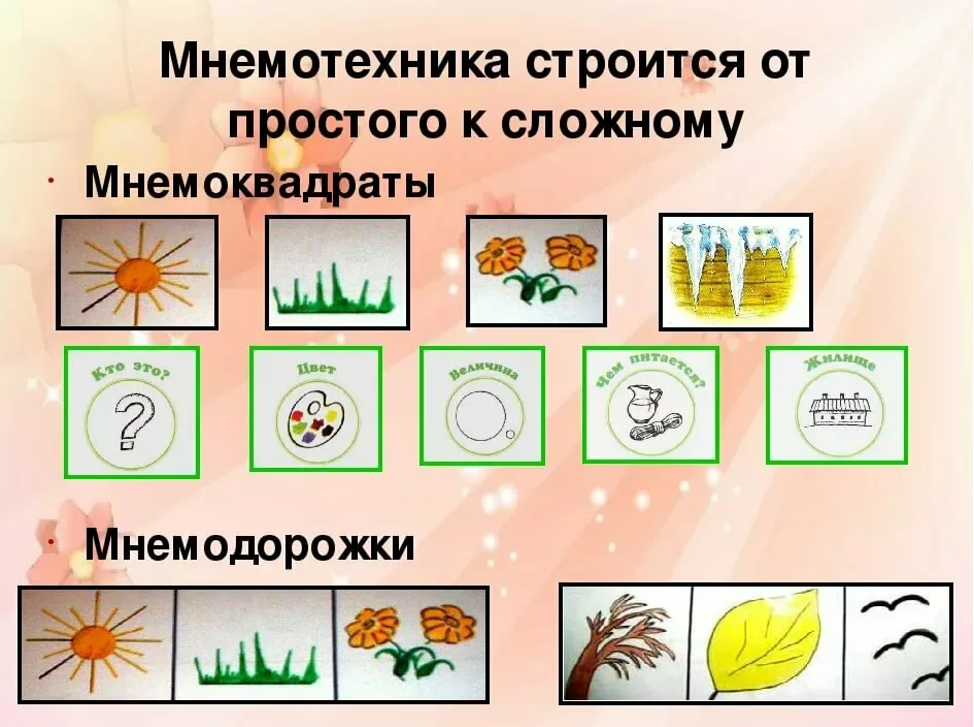 Мнемотехника строится от
простого к сложному
Мнемоквадраты
Кто это?
Цвет
Величина
Чем питается?
Жилище
Мнемодорожки